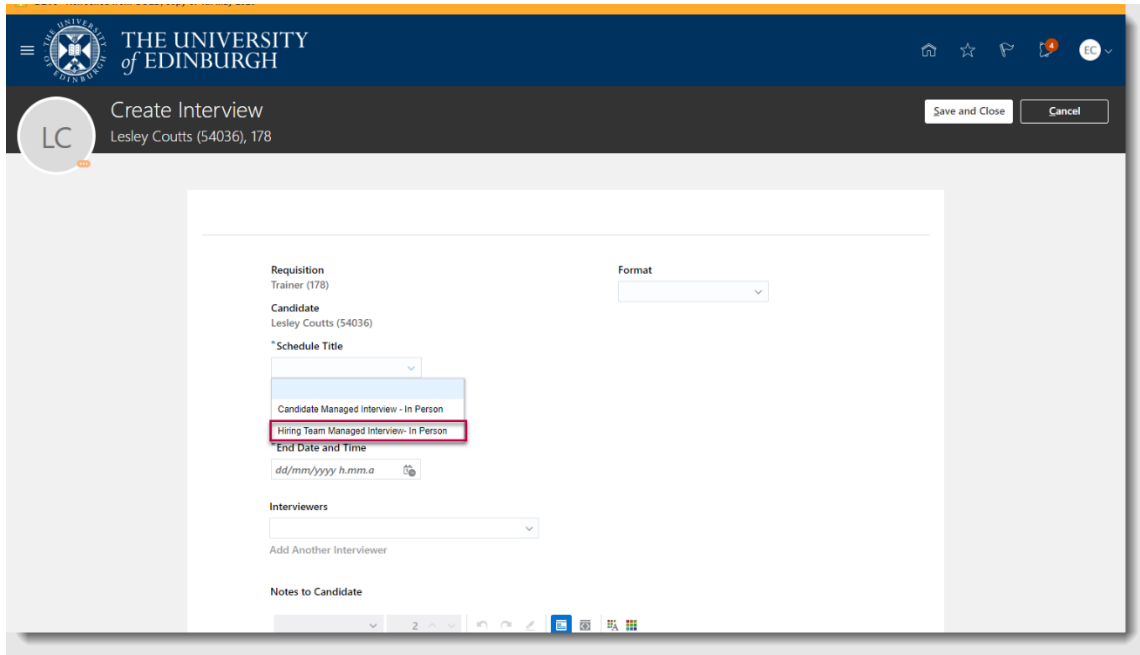 THE UNIVERSITY
of EDINBURGH
4
EC
LC
Create Interview
Lesley Coutts (54036), 178
Save and Close
Cancel
Requisition
Trainer (178)
Format
Candidate
Lesley Coutts (54036)
*Schedule Title
Candidate Managed Interview - In Person
Hiring Team Managed Interview- In Person
*End Date and Time
dd/mm/yyyy h.mm.a
Interviewers
Add Another Interviewer
Notes to Candidate
2